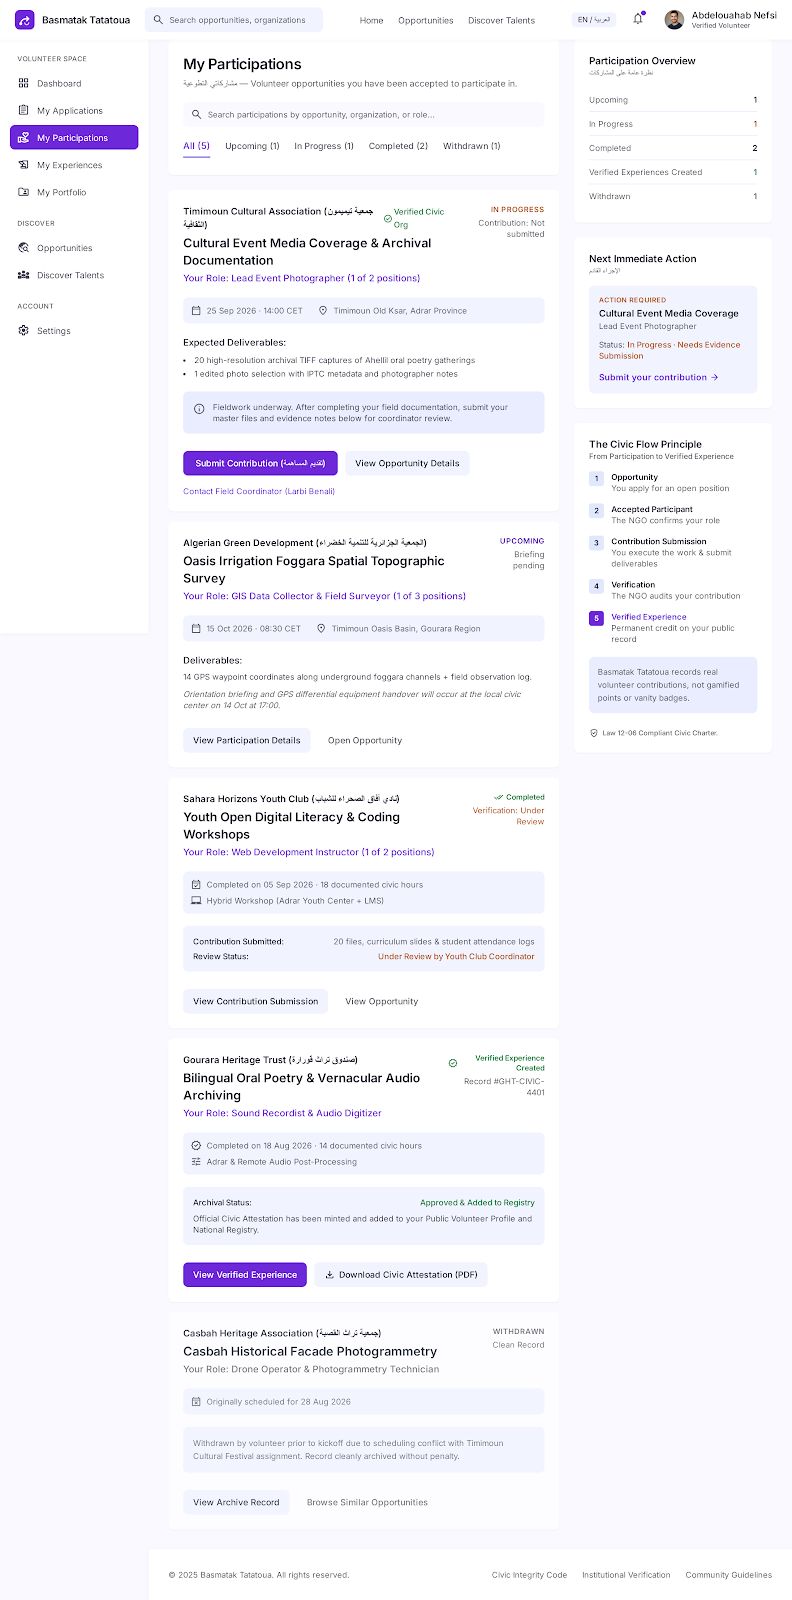 Basmatak Tatatoua
Search opportunities, organizations
Home
Opportunities
Discover Talents
EN / العربية
Abdelouahab Nefsi
Verified Volunteer
VOLUNTEER SPACE
Dashboard
My Applications
My Participations
My Experiences
My Portfolio
DISCOVER
Opportunities
Discover Talents
ACCOUNT
Settings
My Participations
مشاركاتي التطوعية — Volunteer opportunities you have been accepted to participate in.
Search participations by opportunity, organization, or role...
All (5)
Upcoming (1)
In Progress (1)
Completed (2)
Withdrawn (1)
Timimoun Cultural Association (جمعية تيميمون
الثقافية)
Verified Civic
Org
IN PROGRESS
Contribution: Not
submitted
Cultural Event Media Coverage & Archival
Documentation
Your Role: Lead Event Photographer (1 of 2 positions)
25 Sep 2026 · 14:00 CET
Timimoun Old Ksar, Adrar Province
Expected Deliverables:
• 20 high-resolution archival TIFF captures of Ahellil oral poetry gatherings
• 1 edited photo selection with IPTC metadata and photographer notes
Fieldwork underway. After completing your field documentation, submit your
master files and evidence notes below for coordinator review.
Submit Contribution (تقديم المساهمة)
View Opportunity Details
Contact Field Coordinator (Larbi Benali)
Algerian Green Development (الجمعية الجزائرية للتنمية الخضراء)
UPCOMING
Briefing
pending
Oasis Irrigation Foggara Spatial Topographic
Survey
Your Role: GIS Data Collector & Field Surveyor (1 of 3 positions)
15 Oct 2026 · 08:30 CET
Timimoun Oasis Basin, Gourara Region
Deliverables:
14 GPS waypoint coordinates along underground foggara channels + field observation log.
Orientation briefing and GPS differential equipment handover will occur at the local civic
center on 14 Oct at 17:00.
View Participation Details
Open Opportunity
Sahara Horizons Youth Club (نادي آفاق الصحراء للشباب)
Completed
Verification: Under
Review
Youth Open Digital Literacy & Coding
Workshops
Your Role: Web Development Instructor (1 of 2 positions)
Completed on 05 Sep 2026 · 18 documented civic hours
Hybrid Workshop (Adrar Youth Center + LMS)
Contribution Submitted:
20 files, curriculum slides & student attendance logs
Review Status:
Under Review by Youth Club Coordinator
View Contribution Submission
View Opportunity
Gourara Heritage Trust (صندوق تراث قورارة)
Verified Experience
Created
Record #GHT-CIVIC-
4401
Bilingual Oral Poetry & Vernacular Audio
Archiving
Your Role: Sound Recordist & Audio Digitizer
Completed on 18 Aug 2026 · 14 documented civic hours
Adrar & Remote Audio Post-Processing
Archival Status:
Approved & Added to Registry
Official Civic Attestation has been minted and added to your Public Volunteer Profile and
National Registry.
View Verified Experience
Download Civic Attestation (PDF)
Casbah Heritage Association (جمعية تراث القصبة)
WITHDRAWN
Clean Record
Casbah Historical Facade Photogrammetry
Your Role: Drone Operator & Photogrammetry Technician
Originally scheduled for 28 Aug 2026
Withdrawn by volunteer prior to kickoff due to scheduling conflict with Timimoun
Cultural Festival assignment. Record cleanly archived without penalty.
View Archive Record
Browse Similar Opportunities
Participation Overview
نظرة عامة على المشاركات
Upcoming 1
In Progress 1
Completed 2
Verified Experiences Created 1
Withdrawn 1
Next Immediate Action
الإجراء القادم
ACTION REQUIRED
Cultural Event Media Coverage
Lead Event Photographer
Status: In Progress · Needs Evidence
Submission
Submit your contribution →
The Civic Flow Principle
From Participation to Verified Experience
1 Opportunity
You apply for an open position
2 Accepted Participant
The NGO confirms your role
3 Contribution Submission
You execute the work & submit
deliverables
4 Verification
The NGO audits your contribution
5 Verified Experience
Permanent credit on your public
record
Basmatak Tatatoua records real
volunteer contributions, not gamified
points or vanity badges.
Law 12-06 Compliant Civic Charter.
© 2025 Basmatak Tatatoua. All rights reserved.
Civic Integrity Code
Institutional Verification
Community Guidelines